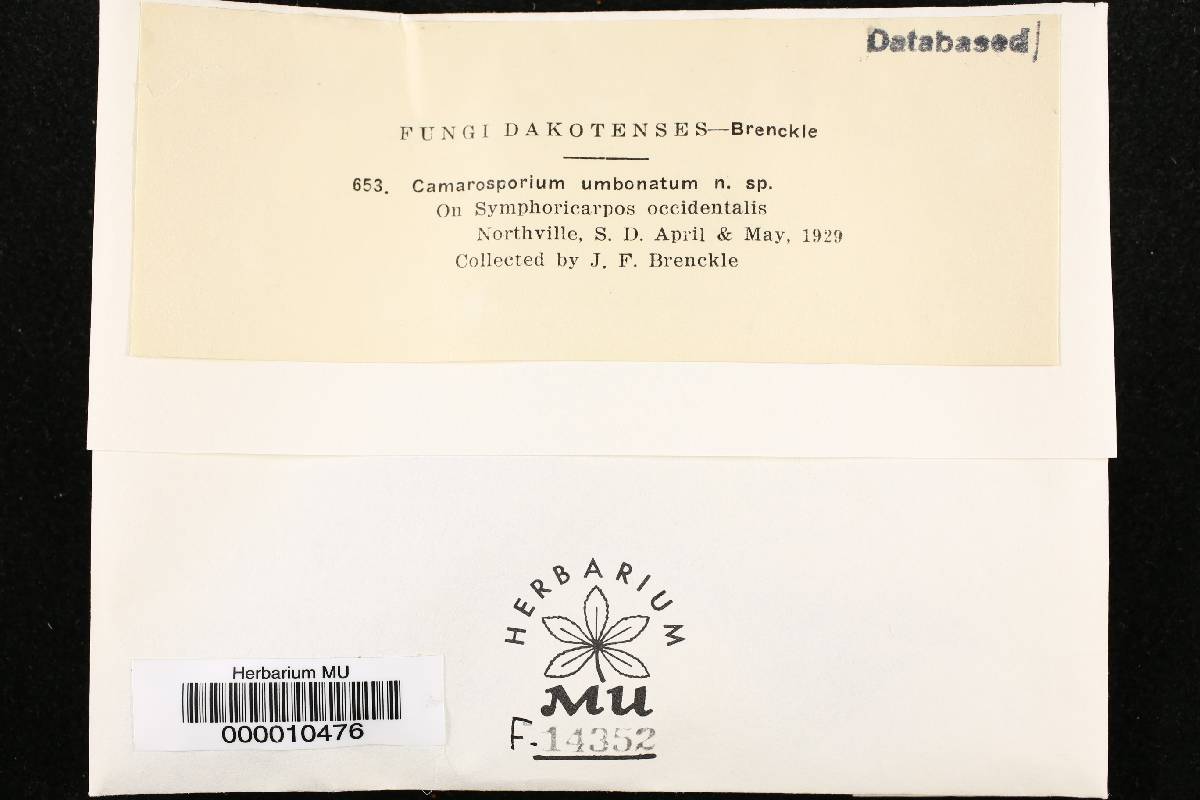 Databased
FUNGI DAKOTENSES—Brenckle
653. Camarosporium umbonatum n. sp.
On Symphoricarpos occidentalis
Northville, S. D. April & May, 1929
Collected by J. F. Brenckle
HERBARIUM
MU
F. 14352
Herbarium MU
000010476